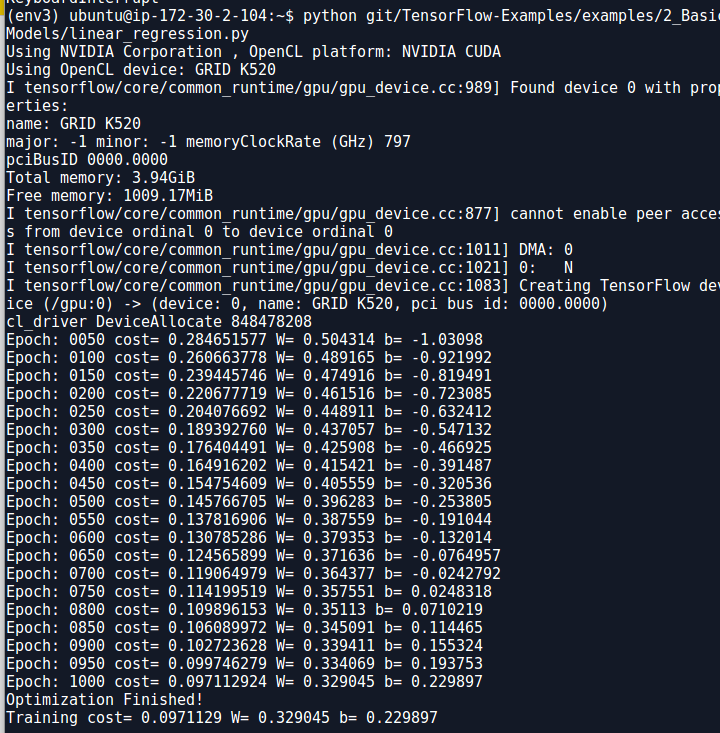 KeyboardInterrupt
(env3) ubuntu@ip-172-30-2-104:~$ python git/TensorFlow-Examples/examples/2_Basic
Models/linear_regression.py
Using NVIDIA Corporation , OpenCL platform: NVIDIA CUDA
Using OpenCL device: GRID K520
I tensorflow/core/common_runtime/gpu/gpu_device.cc:989] Found device 0 with prop
erties:
name: GRID K520
major: -1 minor: -1 memoryClockRate (GHz) 797
pciBusID 0000.0000
Total memory: 3.94GiB
Free memory: 1009.17MiB
I tensorflow/core/common_runtime/gpu/gpu_device.cc:877] cannot enable peer acces
s from device ordinal 0 to device ordinal 0
I tensorflow/core/common_runtime/gpu/gpu_device.cc:1011] DMA: 0
I tensorflow/core/common_runtime/gpu/gpu_device.cc:1021] 0:   N
I tensorflow/core/common_runtime/gpu/gpu_device.cc:1083] Creating TensorFlow dev
ice (/gpu:0) -> (device: 0, name: GRID K520, pci bus id: 0000.0000)
cl_driver DeviceAllocate 848478208
Epoch: 0050 cost= 0.284651577 W= 0.504314 b= -1.03098
Epoch: 0100 cost= 0.260663778 W= 0.489165 b= -0.921992
Epoch: 0150 cost= 0.239445746 W= 0.474916 b= -0.819491
Epoch: 0200 cost= 0.220677719 W= 0.461516 b= -0.723085
Epoch: 0250 cost= 0.204076692 W= 0.448911 b= -0.632412
Epoch: 0300 cost= 0.189392760 W= 0.437057 b= -0.547132
Epoch: 0350 cost= 0.176404491 W= 0.425908 b= -0.466925
Epoch: 0400 cost= 0.164916202 W= 0.415421 b= -0.391487
Epoch: 0450 cost= 0.154754609 W= 0.405559 b= -0.320536
Epoch: 0500 cost= 0.145766705 W= 0.396283 b= -0.253805
Epoch: 0550 cost= 0.137816906 W= 0.387559 b= -0.191044
Epoch: 0600 cost= 0.130785286 W= 0.379353 b= -0.132014
Epoch: 0650 cost= 0.124565899 W= 0.371636 b= -0.0764957
Epoch: 0700 cost= 0.119064979 W= 0.364377 b= -0.0242792
Epoch: 0750 cost= 0.114199519 W= 0.357551 b= 0.0248318
Epoch: 0800 cost= 0.109896153 W= 0.35113 b= 0.0710219
Epoch: 0850 cost= 0.106089972 W= 0.345091 b= 0.114465
Epoch: 0900 cost= 0.102723628 W= 0.339411 b= 0.155324
Epoch: 0950 cost= 0.099746279 W= 0.334069 b= 0.193753
Epoch: 1000 cost= 0.097112924 W= 0.329045 b= 0.229897
Optimization Finished!
Training cost= 0.0971129 W= 0.329045 b= 0.229897